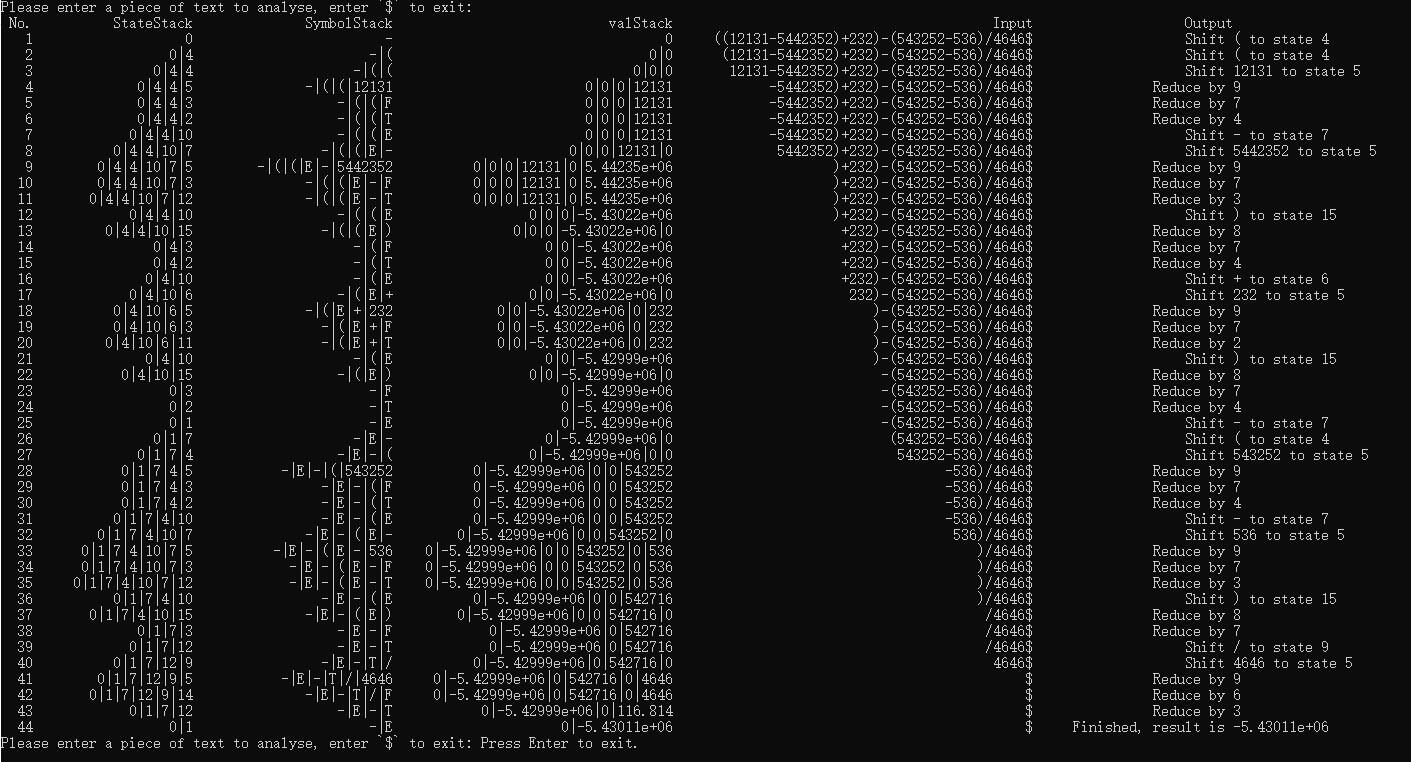 Please enter a piece of text to analyse, enter `$` to exit:
No. StateStack SymbolStack valStack Input Output
1 0 - 0 ((12131-5442352)+232)-(543252-536)/4646$ Shift ( to state 4
2 0|4 -|( 0|0 (12131-5442352)+232)-(543252-536)/4646$ Shift ( to state 4
3 0|4|4 -|(|( 0|0|0 12131-5442352)+232)-(543252-536)/4646$ Shift 12131 to state 5
4 0|4|4|5 -|(|(|12131 0|0|0|12131 -5442352)+232)-(543252-536)/4646$ Reduce by 9
5 0|4|4|3 -|(|(|F 0|0|0|12131 -5442352)+232)-(543252-536)/4646$ Reduce by 7
6 0|4|4|2 -|(|(|T 0|0|0|12131 -5442352)+232)-(543252-536)/4646$ Reduce by 4
7 0|4|4|10 -|(|(|E 0|0|0|12131 -5442352)+232)-(543252-536)/4646$ Shift - to state 7
8 0|4|4|10|7 -|(|(|E|- 0|0|0|12131|0 5442352)+232)-(543252-536)/4646$ Shift 5442352 to state 5
9 0|4|4|10|7|5 -|(|(|E|-|5442352 0|0|0|12131|0|5.44235e+06 )+232)-(543252-536)/4646$ Reduce by 9
10 0|4|4|10|7|3 -|(|(|E|-|F 0|0|0|12131|0|5.44235e+06 )+232)-(543252-536)/4646$ Reduce by 7
11 0|4|4|10|7|12 -|(|(|E|-|T 0|0|0|12131|0|5.44235e+06 )+232)-(543252-536)/4646$ Reduce by 3
12 0|4|4|10 -|(|(|E 0|0|0|-5.43022e+06 )+232)-(543252-536)/4646$ Shift ) to state 15
13 0|4|4|10|15 -|(|(|E|) 0|0|0|-5.43022e+06|0 +232)-(543252-536)/4646$ Reduce by 8
14 0|4|3 -|(|F 0|0|-5.43022e+06 +232)-(543252-536)/4646$ Reduce by 7
15 0|4|2 -|(|T 0|0|-5.43022e+06 +232)-(543252-536)/4646$ Reduce by 4
16 0|4|10 -|(|E 0|0|-5.43022e+06 +232)-(543252-536)/4646$ Shift + to state 6
17 0|4|10|6 -|(|E|+ 0|0|-5.43022e+06|0 232)-(543252-536)/4646$ Shift 232 to state 5
18 0|4|10|6|5 -|(|E|+|232 0|0|-5.43022e+06|0|232 )-(543252-536)/4646$ Reduce by 9
19 0|4|10|6|3 -|(|E|+|F 0|0|-5.43022e+06|0|232 )-(543252-536)/4646$ Reduce by 7
20 0|4|10|6|11 -|(|E|+|T 0|0|-5.43022e+06|0|232 )-(543252-536)/4646$ Reduce by 2
21 0|4|10 -|(|E 0|0|-5.42999e+06 )-(543252-536)/4646$ Shift ) to state 15
22 0|4|10|15 -|(|E|) 0|0|-5.42999e+06|0 -(543252-536)/4646$ Reduce by 8
23 0|3 -|F 0|-5.42999e+06 -(543252-536)/4646$ Reduce by 7
24 0|2 -|T 0|-5.42999e+06 -(543252-536)/4646$ Reduce by 4
25 0|1 -|E 0|-5.42999e+06 -(543252-536)/4646$ Shift - to state 7
26 0|1|7 -|E|- 0|-5.42999e+06|0 (543252-536)/4646$ Shift ( to state 4
27 0|1|7|4 -|E|-|( 0|-5.42999e+06|0|0 543252-536)/4646$ Shift 543252 to state 5
28 0|1|7|4|5 -|E|-|(|543252 0|-5.42999e+06|0|0|543252 -536)/4646$ Reduce by 9
29 0|1|7|4|3 -|E|-|(|F 0|-5.42999e+06|0|0|543252 -536)/4646$ Reduce by 7
30 0|1|7|4|2 -|E|-|(|T 0|-5.42999e+06|0|0|543252 -536)/4646$ Reduce by 4
31 0|1|7|4|10 -|E|-|(|E 0|-5.42999e+06|0|0|543252 -536)/4646$ Shift - to state 7
32 0|1|7|4|10|7 -|E|-|(|E|- 0|-5.42999e+06|0|0|543252|0 536)/4646$ Shift 536 to state 5
33 0|1|7|4|10|7|5 -|E|-|(|E|-|536 0|-5.42999e+06|0|0|543252|0|536 )/4646$ Reduce by 9
34 0|1|7|4|10|7|3 -|E|-|(|E|-|F 0|-5.42999e+06|0|0|543252|0|536 )/4646$ Reduce by 7
35 0|1|7|4|10|7|12 -|E|-|(|E|-|T 0|-5.42999e+06|0|0|543252|0|536 )/4646$ Reduce by 3
36 0|1|7|4|10 -|E|-|(|E 0|-5.42999e+06|0|0|542716 )/4646$ Shift ) to state 15
37 0|1|7|4|10|15 -|E|-|(|E|) 0|-5.42999e+06|0|0|542716|0 /4646$ Reduce by 8
38 0|1|7|3 -|E|-|F 0|-5.42999e+06|0|542716 /4646$ Reduce by 7
39 0|1|7|12 -|E|-|T 0|-5.42999e+06|0|542716 /4646$ Shift / to state 9
40 0|1|7|12|9 -|E|-|T|/ 0|-5.42999e+06|0|542716|0 4646$ Shift 4646 to state 5
41 0|1|7|12|9|5 -|E|-|T|/|4646 0|-5.42999e+06|0|542716|0|4646 $ Reduce by 9
42 0|1|7|12|9|14 -|E|-|T|/|F 0|-5.42999e+06|0|542716|0|4646 $ Reduce by 6
43 0|1|7|12 -|E|-|T 0|-5.42999e+06|0|116.814 $ Reduce by 3
44 0|1 -|E 0|-5.43011e+06 $ Finished, result is -5.43011e+06
Please enter a piece of text to analyse, enter `$` to exit: Press Enter to exit.